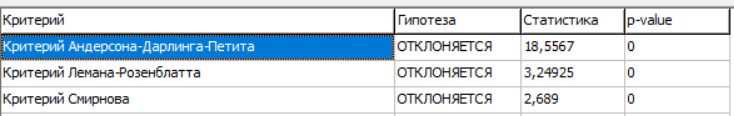 Критерий Гипотеза Статистика p-value
Критерий Андерсона-Дарлинга-Петита ОТКЛОНЯЕТСЯ 18,5567 0
Критерий Лемана-Розенблатта ОТКЛОНЯЕТСЯ 3,24925 0
Критерий Смирнова ОТКЛОНЯЕТСЯ 2,689 0